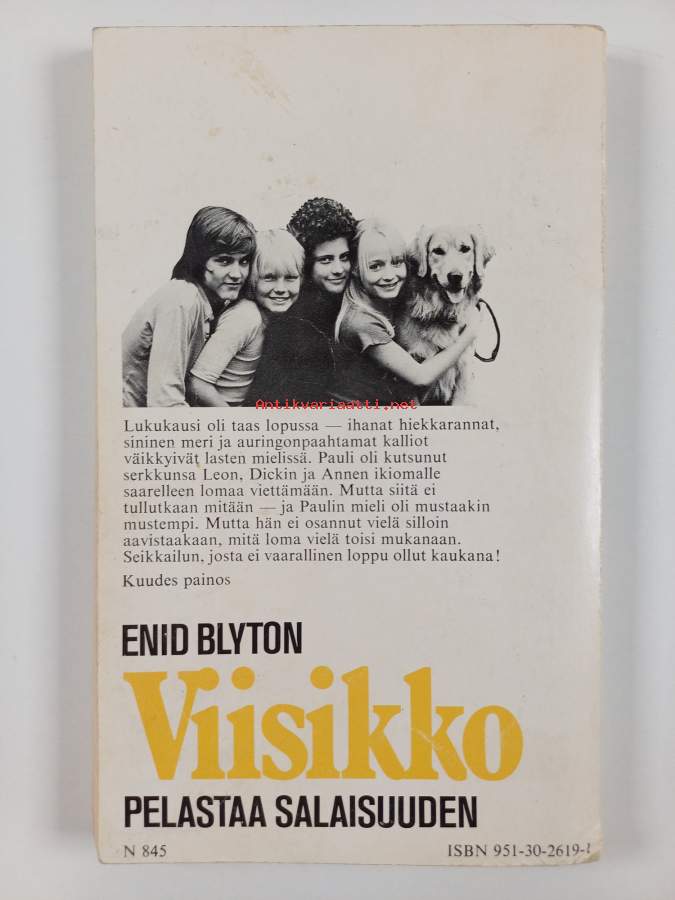 Antikvariaatti.net
Lukukausi oli taas lopussa — ihanat hiekkarannat,
sininen meri ja auringonpaahtamat kalliot
väikkyivät lasten mielissä. Pauli oli kutsunut
serkkunsa Leon, Dickin ja Annen ikiomalle
saarelleen lomaa viettämään. Mutta siitä ei
tullutkaan mitään — ja Paulin mieli oli mustaakin
mustempi. Mutta hän ei osannut vielä silloin
aavistaakaan, mitä loma vielä toisi mukanaan.
Seikkailun, josta ei vaarallinen loppu ollut kaukana!
Kuudes painos
ENID BLYTON
Viisikko
PELASTAA SALAISUUDEN
N 845
ISBN 951-30-2619-